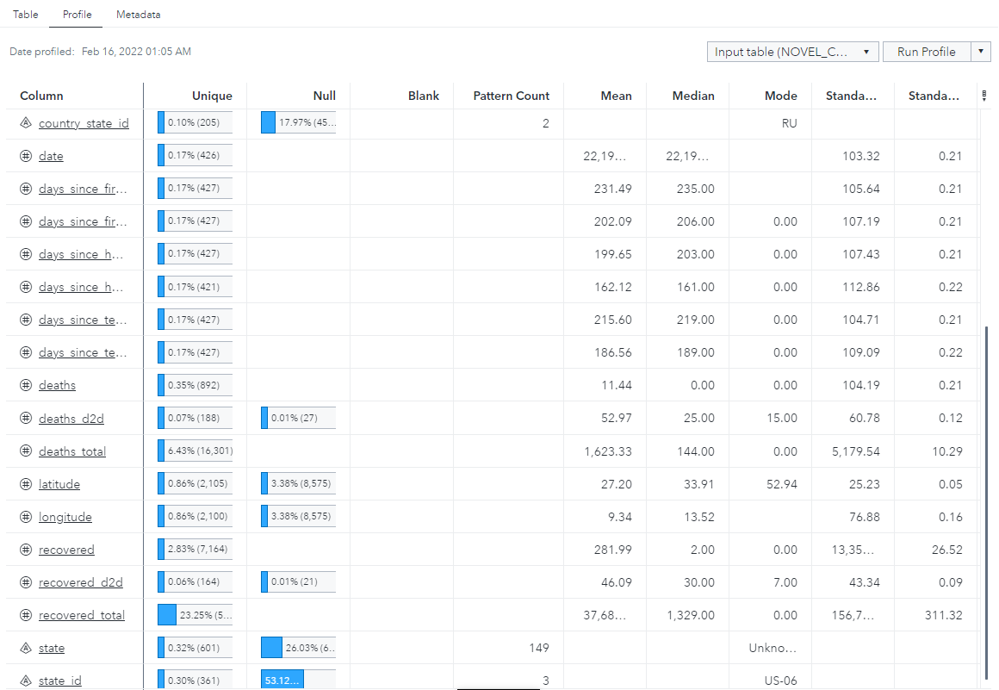 Table Profile Metadata
Date profiled: Feb 16, 2022 01:05 AM Input table (NOVEL_C... Run Profile
Column Unique Null Blank Pattern Count Mean Median Mode Standa... Standa...
country_state_id 0.10% (205) 17.97% (45... 2 RU
date 0.17% (426) 22,19... 22,19... 103.32 0.21
days_since_fir... 0.17% (427) 231.49 235.00 105.64 0.21
days_since_fir... 0.17% (427) 202.09 206.00 0.00 107.19 0.21
days_since_h... 0.17% (427) 199.65 203.00 0.00 107.43 0.21
days_since_h... 0.17% (421) 162.12 161.00 0.00 112.86 0.22
days_since_te... 0.17% (427) 215.60 219.00 0.00 104.71 0.21
days_since_te... 0.17% (427) 186.56 189.00 0.00 109.09 0.22
deaths 0.35% (892) 11.44 0.00 0.00 104.19 0.21
deaths_d2d 0.07% (188) 0.01% (27) 52.97 25.00 15.00 60.78 0.12
deaths_total 6.43% (16,301) 1,623.33 144.00 0.00 5,179.54 10.29
latitude 0.86% (2,105) 3.38% (8,575) 27.20 33.91 52.94 25.23 0.05
longitude 0.86% (2,100) 3.38% (8,575) 9.34 13.52 76.88 0.16
recovered 2.83% (7,164) 281.99 2.00 0.00 13,35... 26.52
recovered_d2d 0.06% (164) 0.01% (21) 46.09 30.00 7.00 43.34 0.09
recovered_total 23.25% (5... 37,68... 1,329.00 0.00 156,7... 311.32
state 0.32% (601) 26.03% (6... 149 Unkno...
state_id 0.30% (361) 53.12... 3 US-06